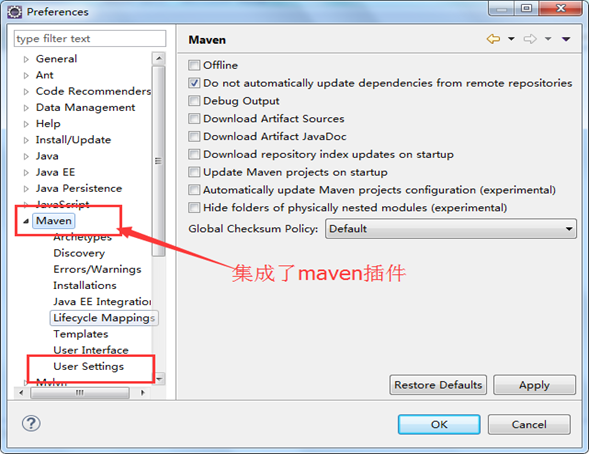 Preferences
type filter text
General
Ant
Code Recommenders
Data Management
Help
Install/Update
Java
Java EE
Java Persistence
JavaScript
Maven
Archetypes
Discovery
Errors/Warnings
Installations
Java EE Integration
Lifecycle Mappings
Templates
User Interface
User Settings
Mylyn
Maven
Offline
Do not automatically update dependencies from remote repositories
Debug Output
Download Artifact Sources
Download Artifact JavaDoc
Download repository index updates on startup
Update Maven projects on startup
Automatically update Maven projects configuration (experimental)
Hide folders of physically nested modules (experimental)
Global Checksum Policy: Default
集成了maven插件
Restore Defaults Apply
OK Cancel